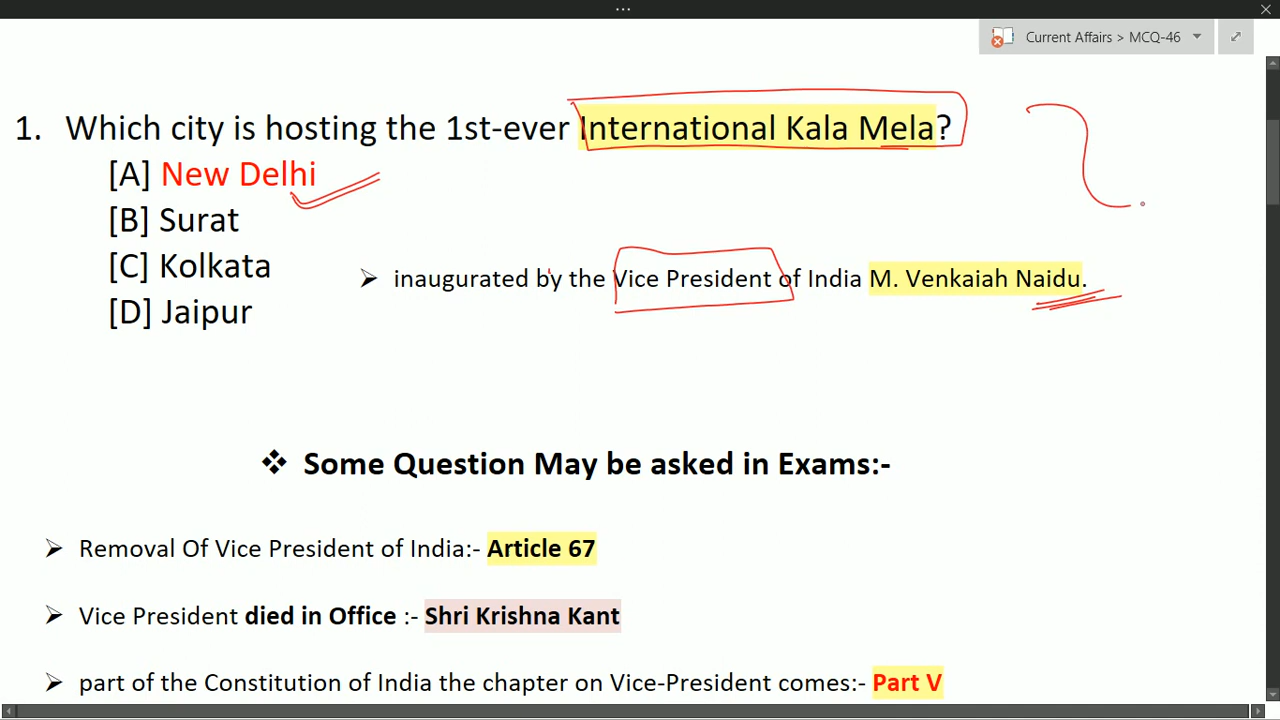 Current Affairs > MCQ-46
1. Which city is hosting the 1st-ever International Kala Mela?
[A] New Delhi
[B] Surat
[C] Kolkata
[D] Jaipur
➢ inaugurated by the Vice President of India M. Venkaiah Naidu.
❖ Some Question May be asked in Exams:-
➢ Removal Of Vice President of India:- Article 67
➢ Vice President died in Office :- Shri Krishna Kant
➢ part of the Constitution of India the chapter on Vice-President comes:- Part V